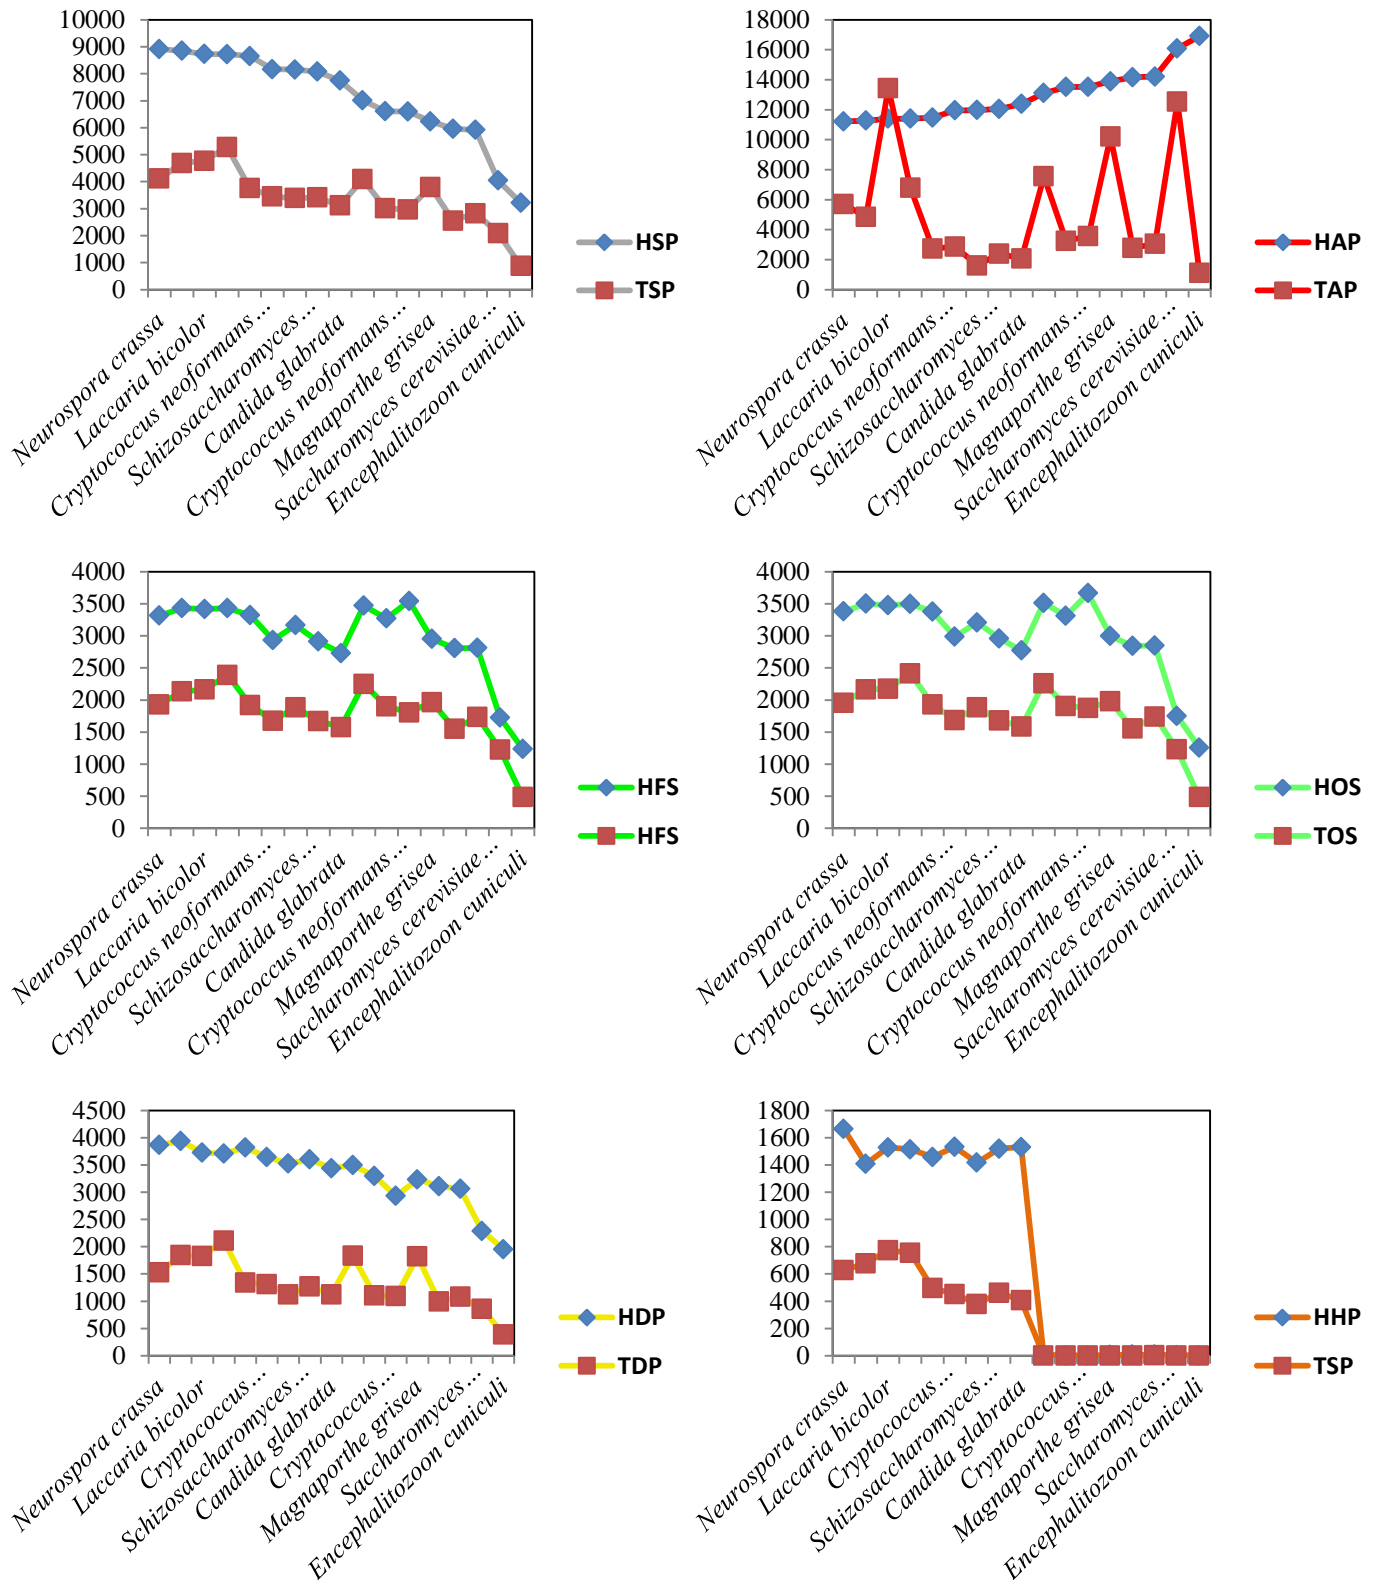 10000
9000
8000
7000
6000
5000
4000
3000
2000
1000
0
HSP
TSP
Neurospora crassa
Laccaria bicolor
Cryptococcus neoformans…
Schizosaccharomyces…
Candida glabrata
Cryptococcus neoformans…
Magnaporthe grisea
Saccharomyces cerevisiae…
Encephalitozoon cuniculi
18000
16000
14000
12000
10000
8000
6000
4000
2000
0
HAP
TAP
Neurospora crassa
Laccaria bicolor
Cryptococcus neoformans…
Schizosaccharomyces…
Candida glabrata
Cryptococcus neoformans…
Magnaporthe grisea
Saccharomyces cerevisiae…
Encephalitozoon cuniculi
4000
3500
3000
2500
2000
1500
1000
500
0
HFS
HFS
Neurospora crassa
Laccaria bicolor
Cryptococcus neoformans…
Schizosaccharomyces…
Candida glabrata
Cryptococcus neoformans…
Magnaporthe grisea
Saccharomyces cerevisiae…
Encephalitozoon cuniculi
4000
3500
3000
2500
2000
1500
1000
500
0
HOS
TOS
Neurospora crassa
Laccaria bicolor
Cryptococcus neoformans…
Schizosaccharomyces…
Candida glabrata
Cryptococcus neoformans…
Magnaporthe grisea
Saccharomyces cerevisiae…
Encephalitozoon cuniculi
4500
4000
3500
3000
2500
2000
1500
1000
500
0
HDP
TDP
Neurospora crassa
Laccaria bicolor
Cryptococcus…
Schizosaccharomyces…
Candida glabrata
Cryptococcus…
Magnaporthe grisea
Saccharomyces…
Encephalitozoon cuniculi
1800
1600
1400
1200
1000
800
600
400
200
0
HHP
TSP
Neurospora crassa
Laccaria bicolor
Cryptococcus…
Schizosaccharomyces…
Candida glabrata
Cryptococcus…
Magnaporthe grisea
Saccharomyces…
Encephalitozoon cuniculi